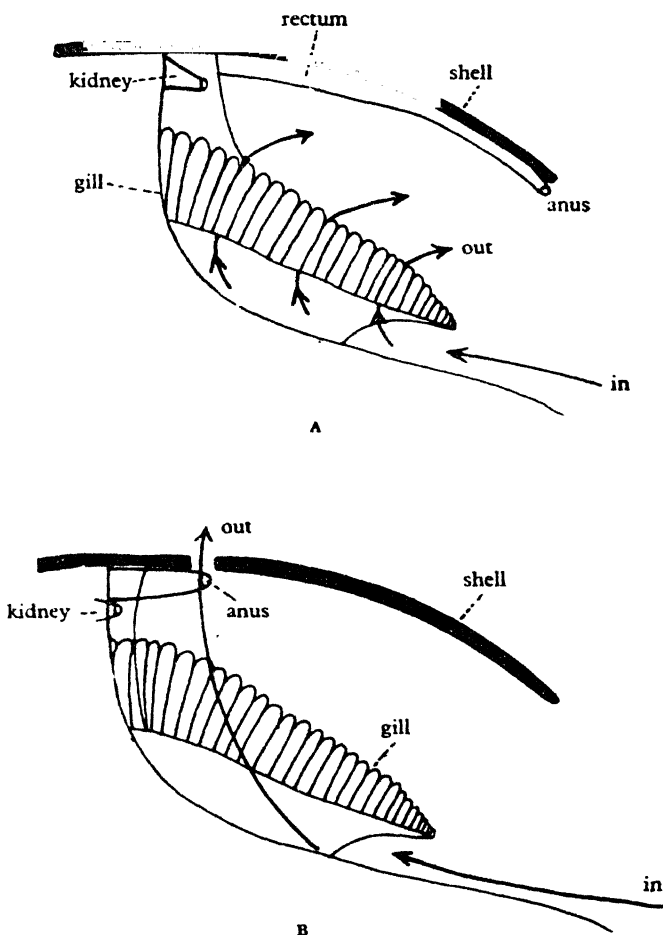 rectum
shell
kidney
gill
anus
out
in
A
out
shell
kidney
anus
gill
in
B